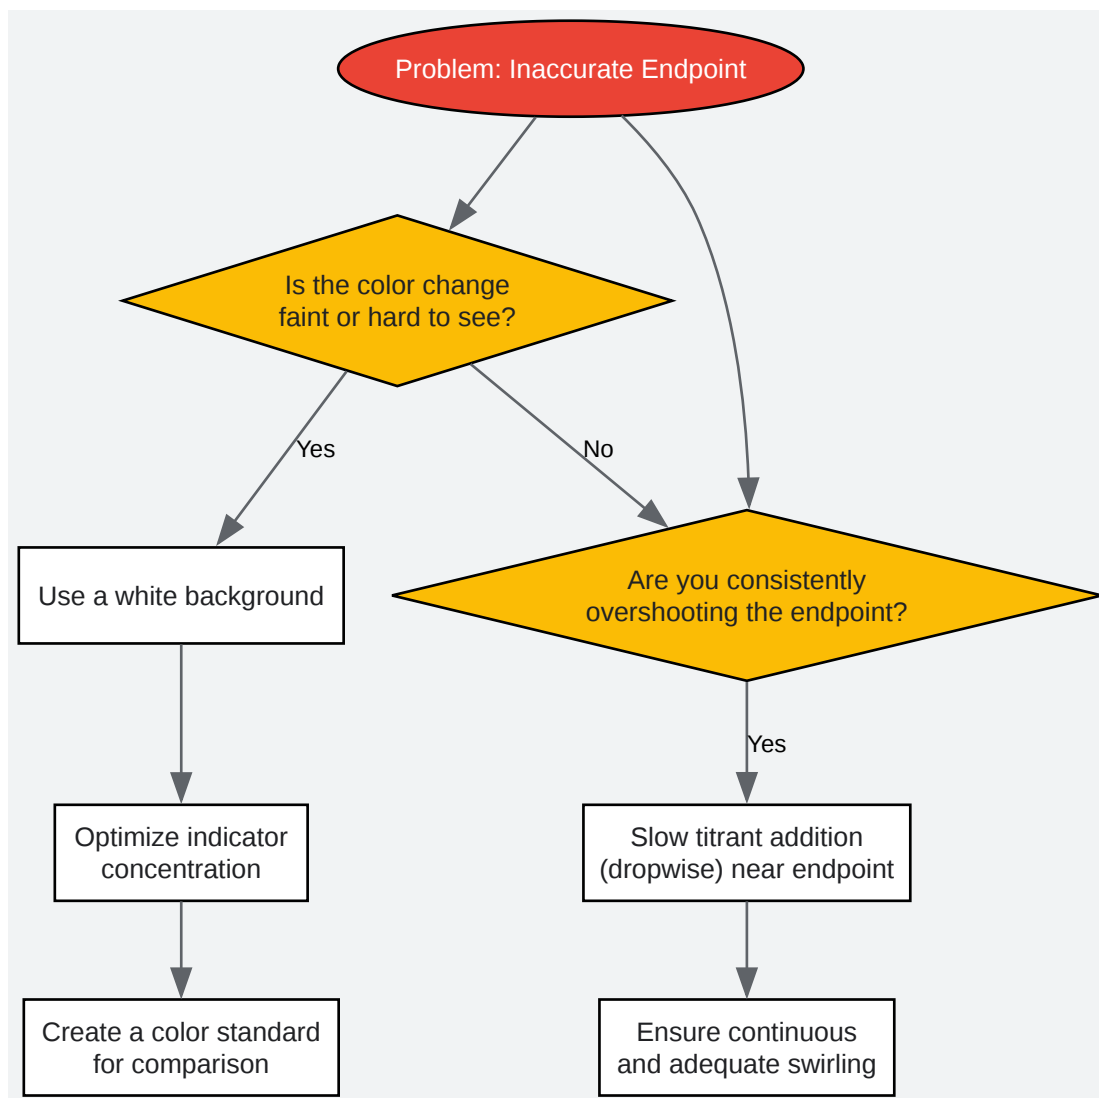 Problem: Inaccurate Endpoint
Is the color change
faint or hard to see?
Yes
No
Use a white background
Are you consistently
overshooting the endpoint?
Yes
Optimize indicator
concentration
Slow titrant addition
(dropwise) near endpoint
Create a color standard
for comparison
Ensure continuous
and adequate swirling